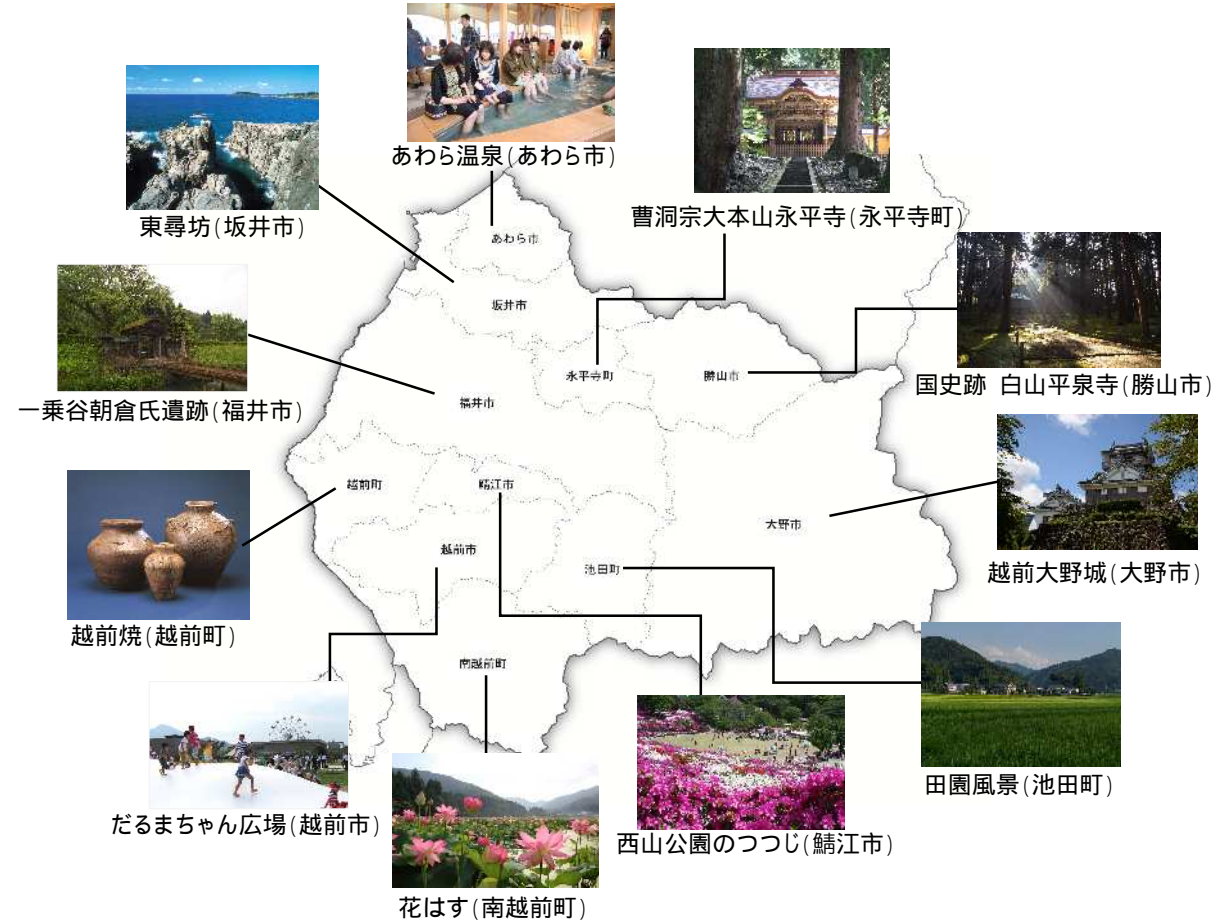 あわら温泉(あわら市)
東尋坊(坂井市)
曹洞宗大本山永平寺(永平寺町)
あわら市
坂井市
一乗谷朝倉氏遺跡(福井市)
永平寺町
勝山市
国史跡 白山平泉寺(勝山市)
福井市
越前町
鯖江市
大野市
越前市
池田町
越前大野城(大野市)
越前焼(越前町)
南越前町
田園風景(池田町)
だるまちゃん広場(越前市)
西山公園のつつじ(鯖江市)
花はす(南越前町)